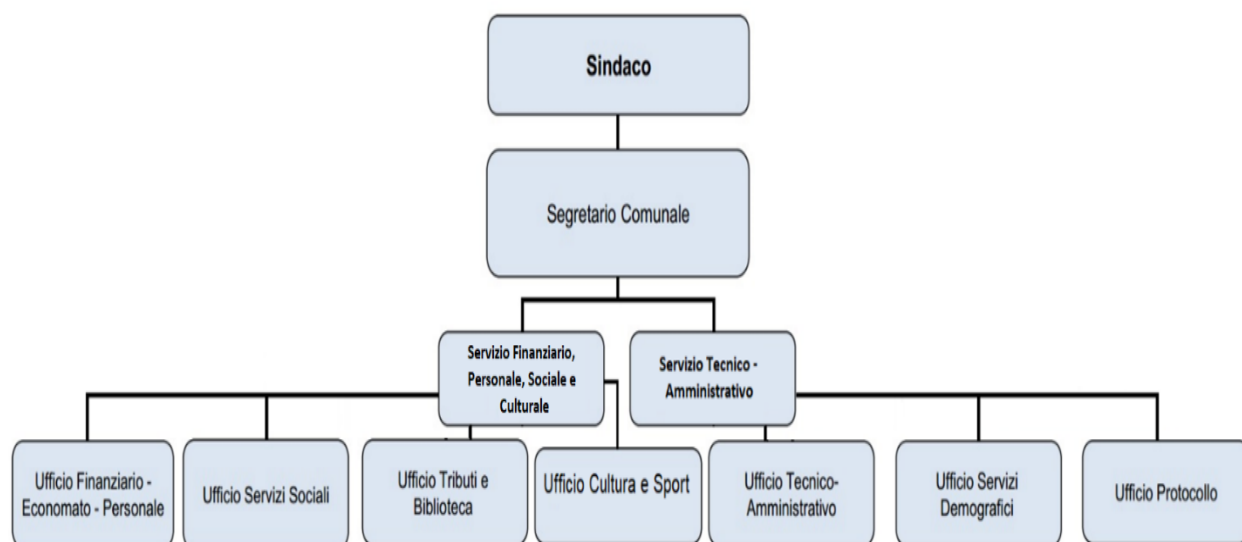 Sindaco
Segretario Comunale
Servizio Finanziario,
Personale, Sociale e
Culturale
Servizio Tecnico -
Amministrativo
Ufficio Finanziario -
Economato - Personale
Ufficio Servizi Sociali
Ufficio Tributi e
Biblioteca
Ufficio Cultura e Sport
Ufficio Tecnico-
Amministrativo
Ufficio Servizi
Demografici
Ufficio Protocollo